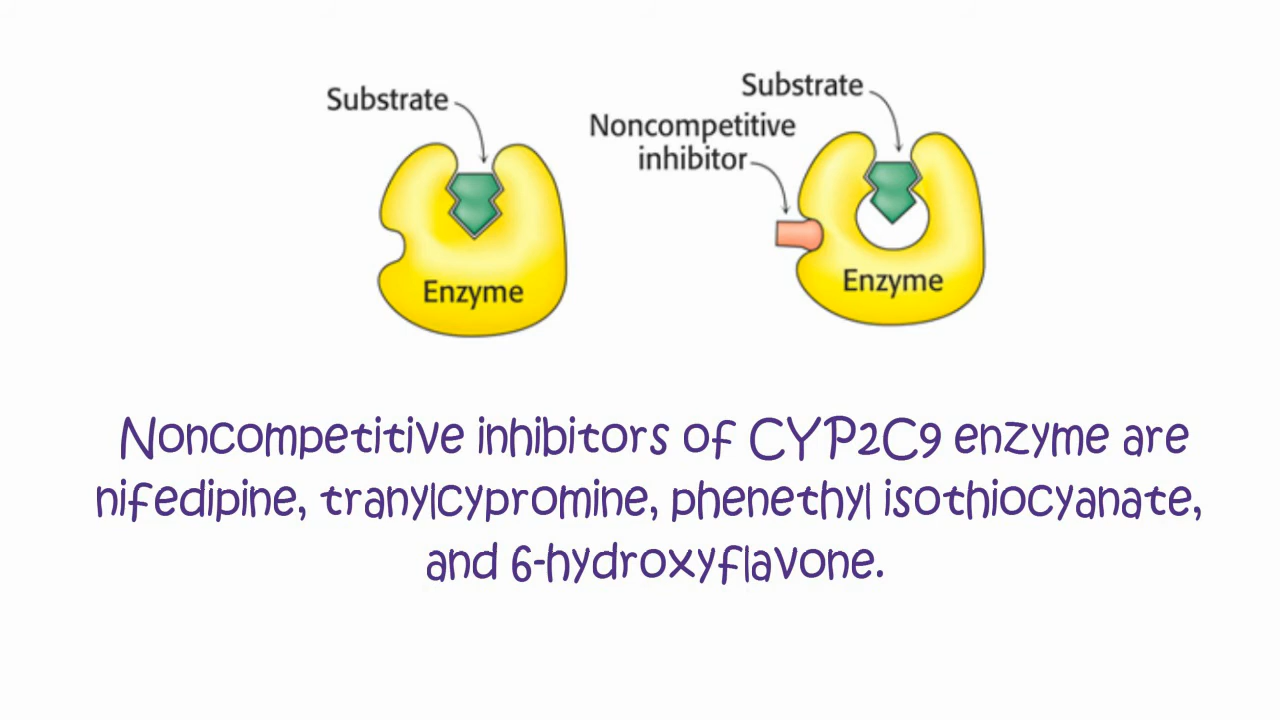 Substrate
Enzyme
Substrate
Noncompetitive
inhibitor
Enzyme
Noncompetitive inhibitors of CYP2C9 enzyme are
nifedipine, tranylcypromine, phenethyl isothiocyanate,
and 6-hydroxyflavone.